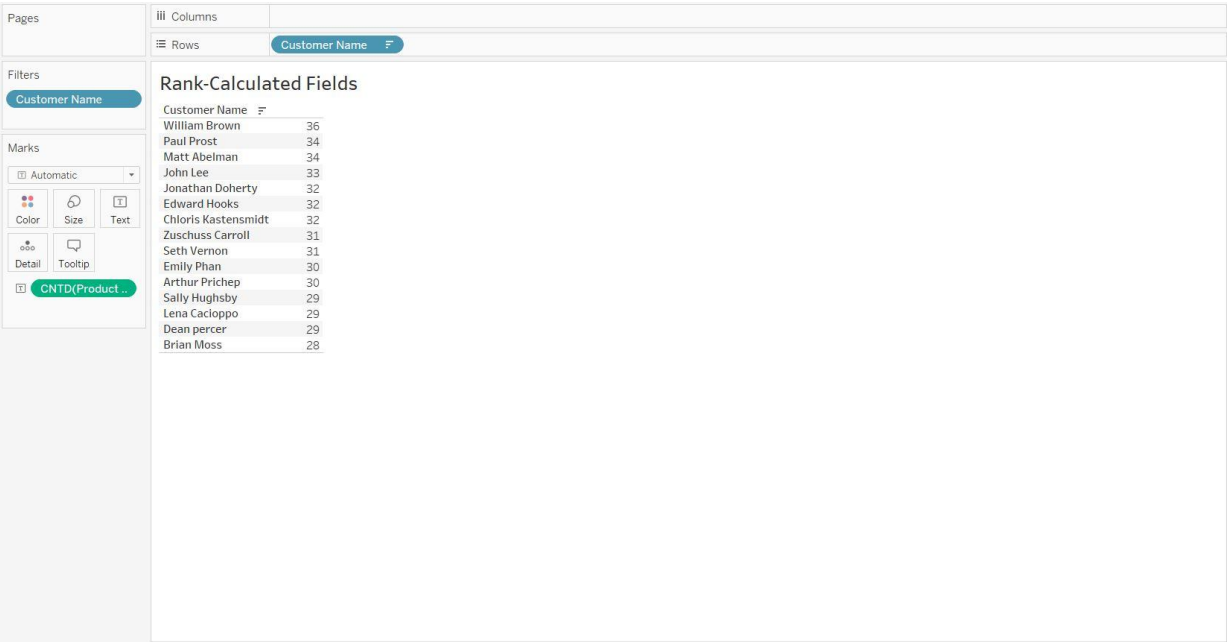 Pages
Columns
Rows
Customer Name
Filters
Customer Name
Marks
Automatic
Color Size Text
Detail Tooltip
CNTD(Product ..
Rank-Calculated Fields
Customer Name
William Brown 36
Paul Prost 34
Matt Abelman 34
John Lee 33
Jonathan Doherty 32
Edward Hooks 32
Chloris Kastensmidt 32
Zuschuss Carroll 31
Seth Vernon 31
Emily Phan 30
Arthur Prichep 30
Sally Hughsby 29
Lena Cacioppo 29
Dean percer 29
Brian Moss 28